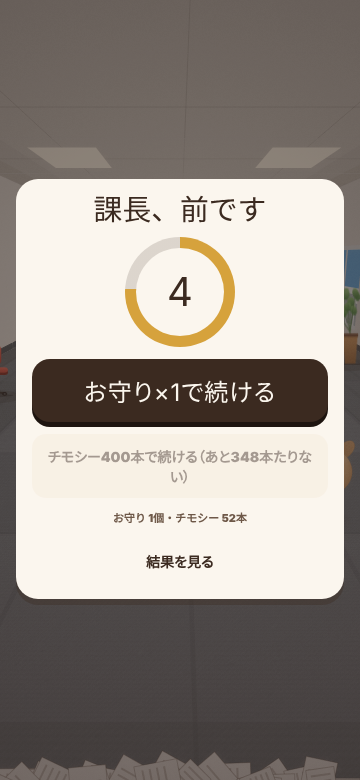 課長、前です
4
お守り×1で続ける
チモシー400本で続ける(あと348本たりな
い)
お守り 1個・チモシー 52本
結果を見る